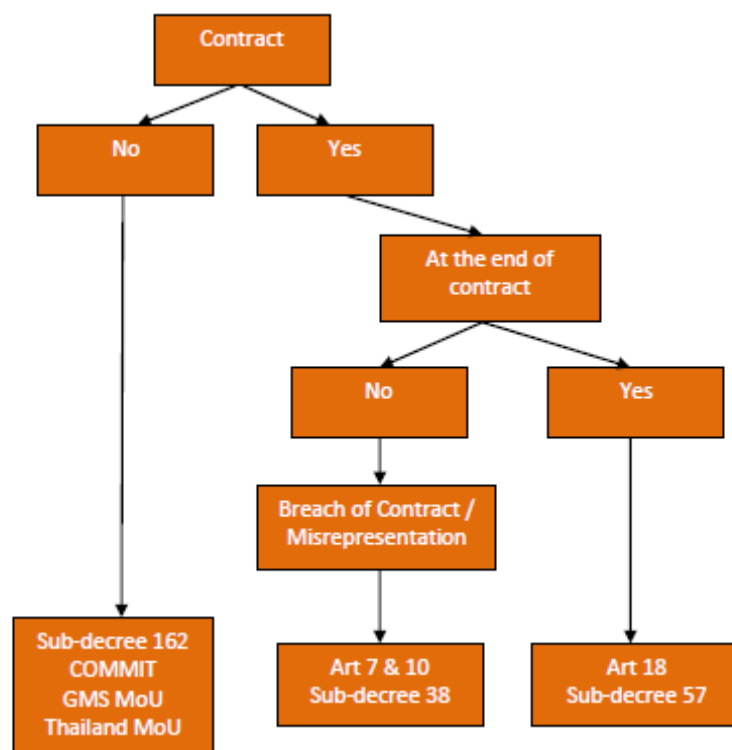 Contract
No
Yes
At the end of
contract
No
Yes
Breach of Contract /
Misrepresentation
Sub-decree 162
COMMIT
GMS MoU
Thailand MoU
Art 7 & 10
Sub-decree 38
Art 18
Sub-decree 57